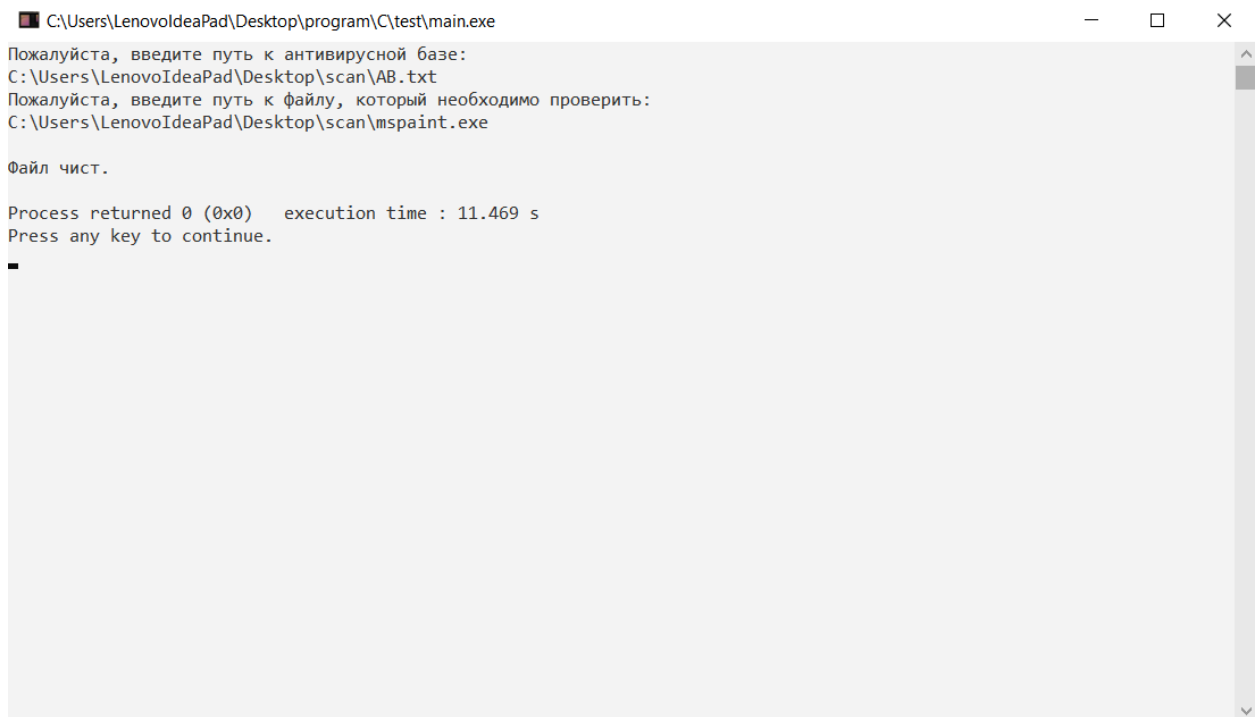 C:\Users\LenovoIdeaPad\Desktop\program\C\test\main.exe
Пожалуйста, введите путь к антивирусной базе:
C:\Users\LenovoIdeaPad\Desktop\scan\AB.txt
Пожалуйста, введите путь к файлу, который необходимо проверить:
C:\Users\LenovoIdeaPad\Desktop\scan\mspaint.exe
Файл чист.
Process returned 0 (0x0)   execution time : 11.469 s
Press any key to continue.